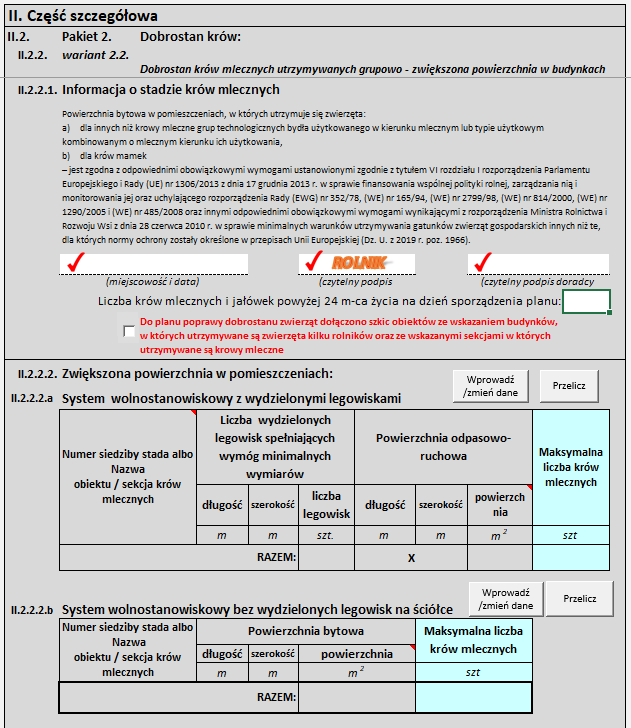 II. Część szczegółowa
II.2. Pakiet 2. Dobrostan krów:
II.2.2. wariant 2.2.
Dobrostan krów mlecznych utrzymywanych grupowo - zwiększona powierzchnia w budynkach
II.2.2.1. Informacja o stadzie krów mlecznych
Powierzchnia bytowa w pomieszczeniach, w których utrzymuje się zwierzęta:
a) dla innych niż krowy mleczne grup technologicznych bydła użytkowanego w kierunku mlecznym lub typie użytkowym
kombinowanym o mlecznym kierunku ich użytkowania,
b) dla krów mamek
– jest zgodna z odpowiednimi obowiązkowymi wymogami ustanowionymi zgodnie z tytułem VI rozdziału I rozporządzenia Parlamentu
Europejskiego i Rady (UE) nr 1306/2013 z dnia 17 grudnia 2013 r. w sprawie finansowania wspólnej polityki rolnej, zarządzania nią i
monitorowania jej oraz uchylającego rozporządzenia Rady (EWG) nr 352/78, (WE) nr 165/94, (WE) nr 2799/98, (WE) nr 814/2000, (WE) nr
1290/2005 i (WE) nr 485/2008 oraz innymi odpowiednimi obowiązkowymi wymogami wynikającymi z rozporządzenia Ministra Rolnictwa i
Rozwoju Wsi z dnia 28 czerwca 2010 r. w sprawie minimalnych warunków utrzymywania gatunków zwierząt gospodarskich innych niż te,
dla których normy ochrony zostały określone w przepisach Unii Europejskiej (Dz. U. z 2019 r. poz. 1966).
ROLNIK
(miejscowość i data) (czytelny podpis (czytelny podpis doradcy
Liczba krów mlecznych i jałówek powyżej 24 m-ca życia na dzień sporządzenia planu:
Do planu poprawy dobrostanu zwierząt dołączono szkic obiektów ze wskazaniem budynków,
w których utrzymywane są zwierzęta kilku rolników oraz ze wskazanymi sekcjami w których
utrzymywane są krowy mleczne
II.2.2.2. Zwiększona powierzchnia w pomieszczeniach:
Wprowadź
/zmień dane
Przelicz
II.2.2.2.a System wolnostanowiskowy z wydzielonymi legowiskami
Numer siedziby stada albo
Nazwa
obiektu / sekcja krów
mlecznych
Liczba wydzielonych
legowisk spełniających
wymóg minimalnych
wymiarów
Powierzchnia odpasowo-
ruchowa
Maksymalna
liczba krów
mlecznych
długość szerokość liczba
legowisk
długość szerokość powierzch
nia
m m szt. m m m 2 szt
RAZEM: X
Wprowadź
/zmień dane
Przelicz
II.2.2.2.b System wolnostanowiskowy bez wydzielonych legowisk na ściółce
Numer siedziby stada albo
Nazwa
obiektu / sekcja krów
mlecznych
Powierzchnia bytowa
Maksymalna liczba
krów mlecznych
długość szerokość powierzchnia
m m m 2 szt
RAZEM: